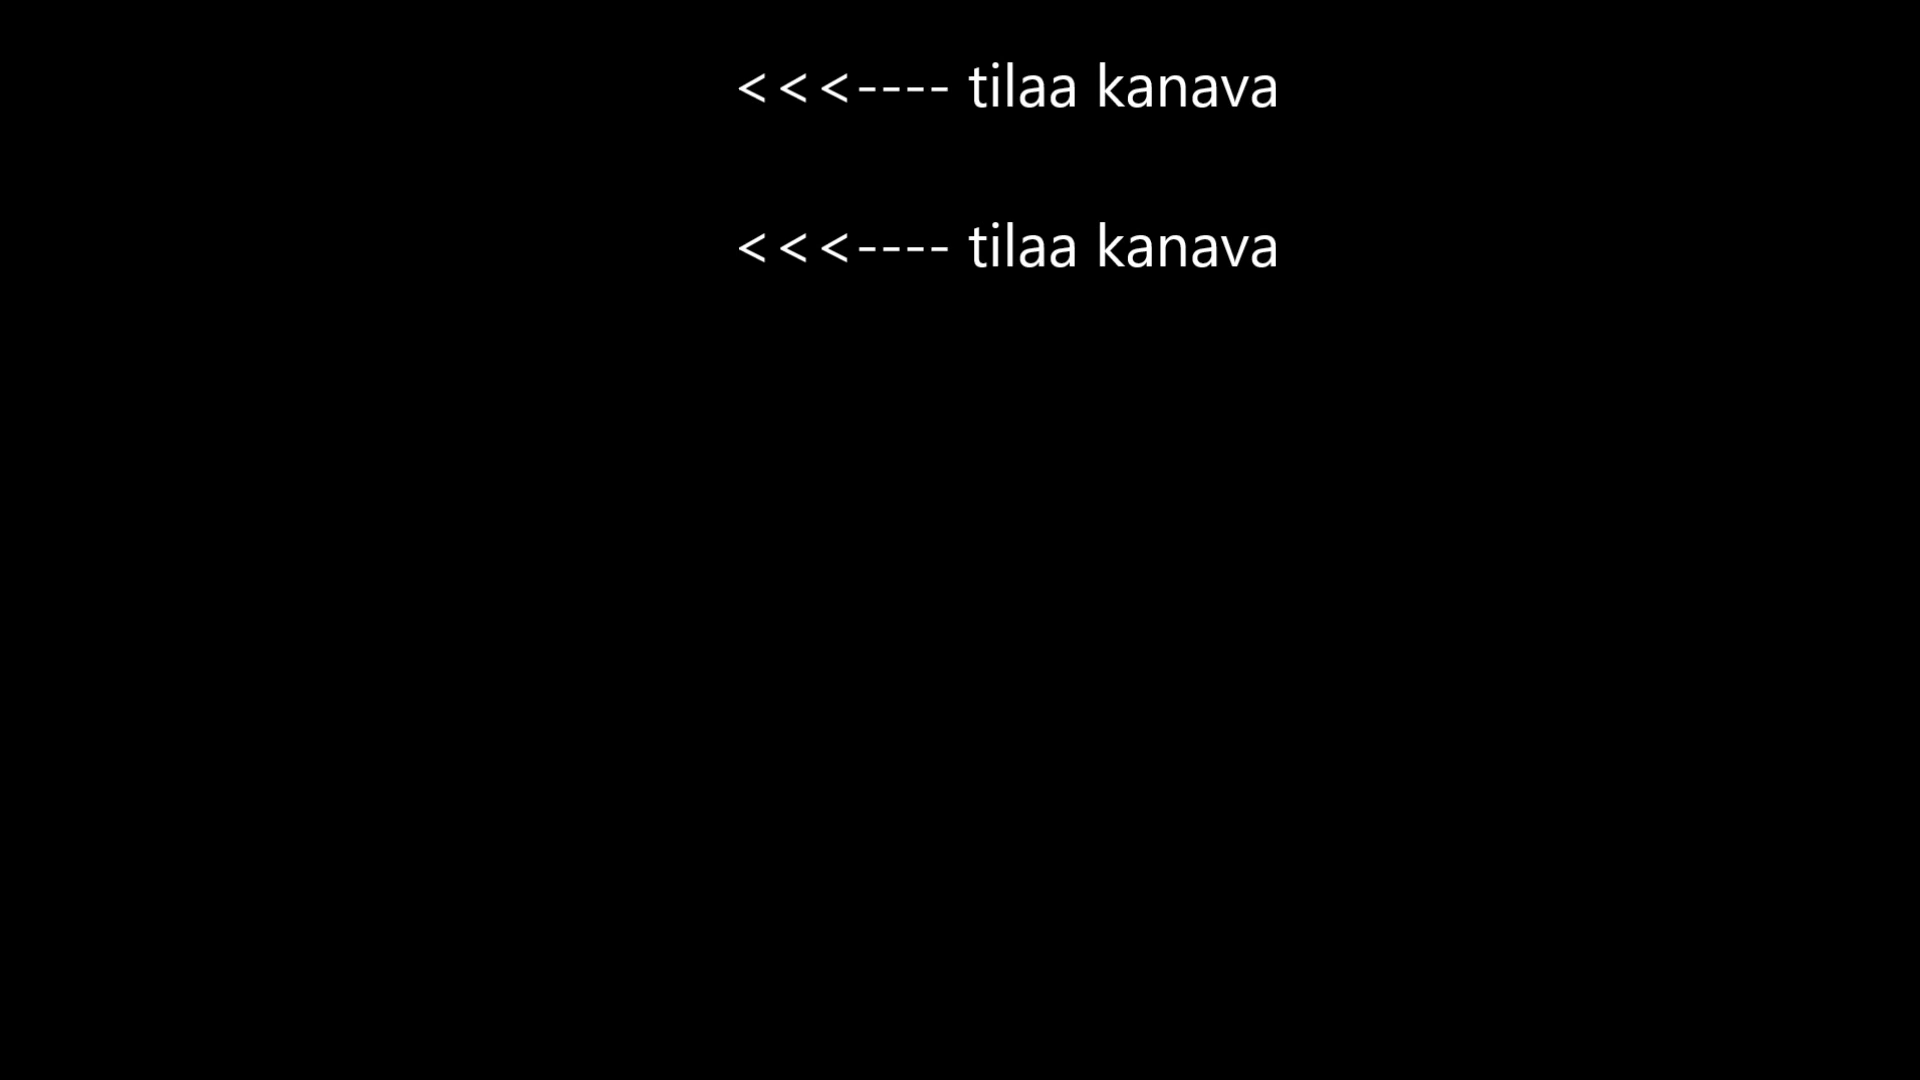 <<<---- tilaa kanava
<<<---- tilaa kanava